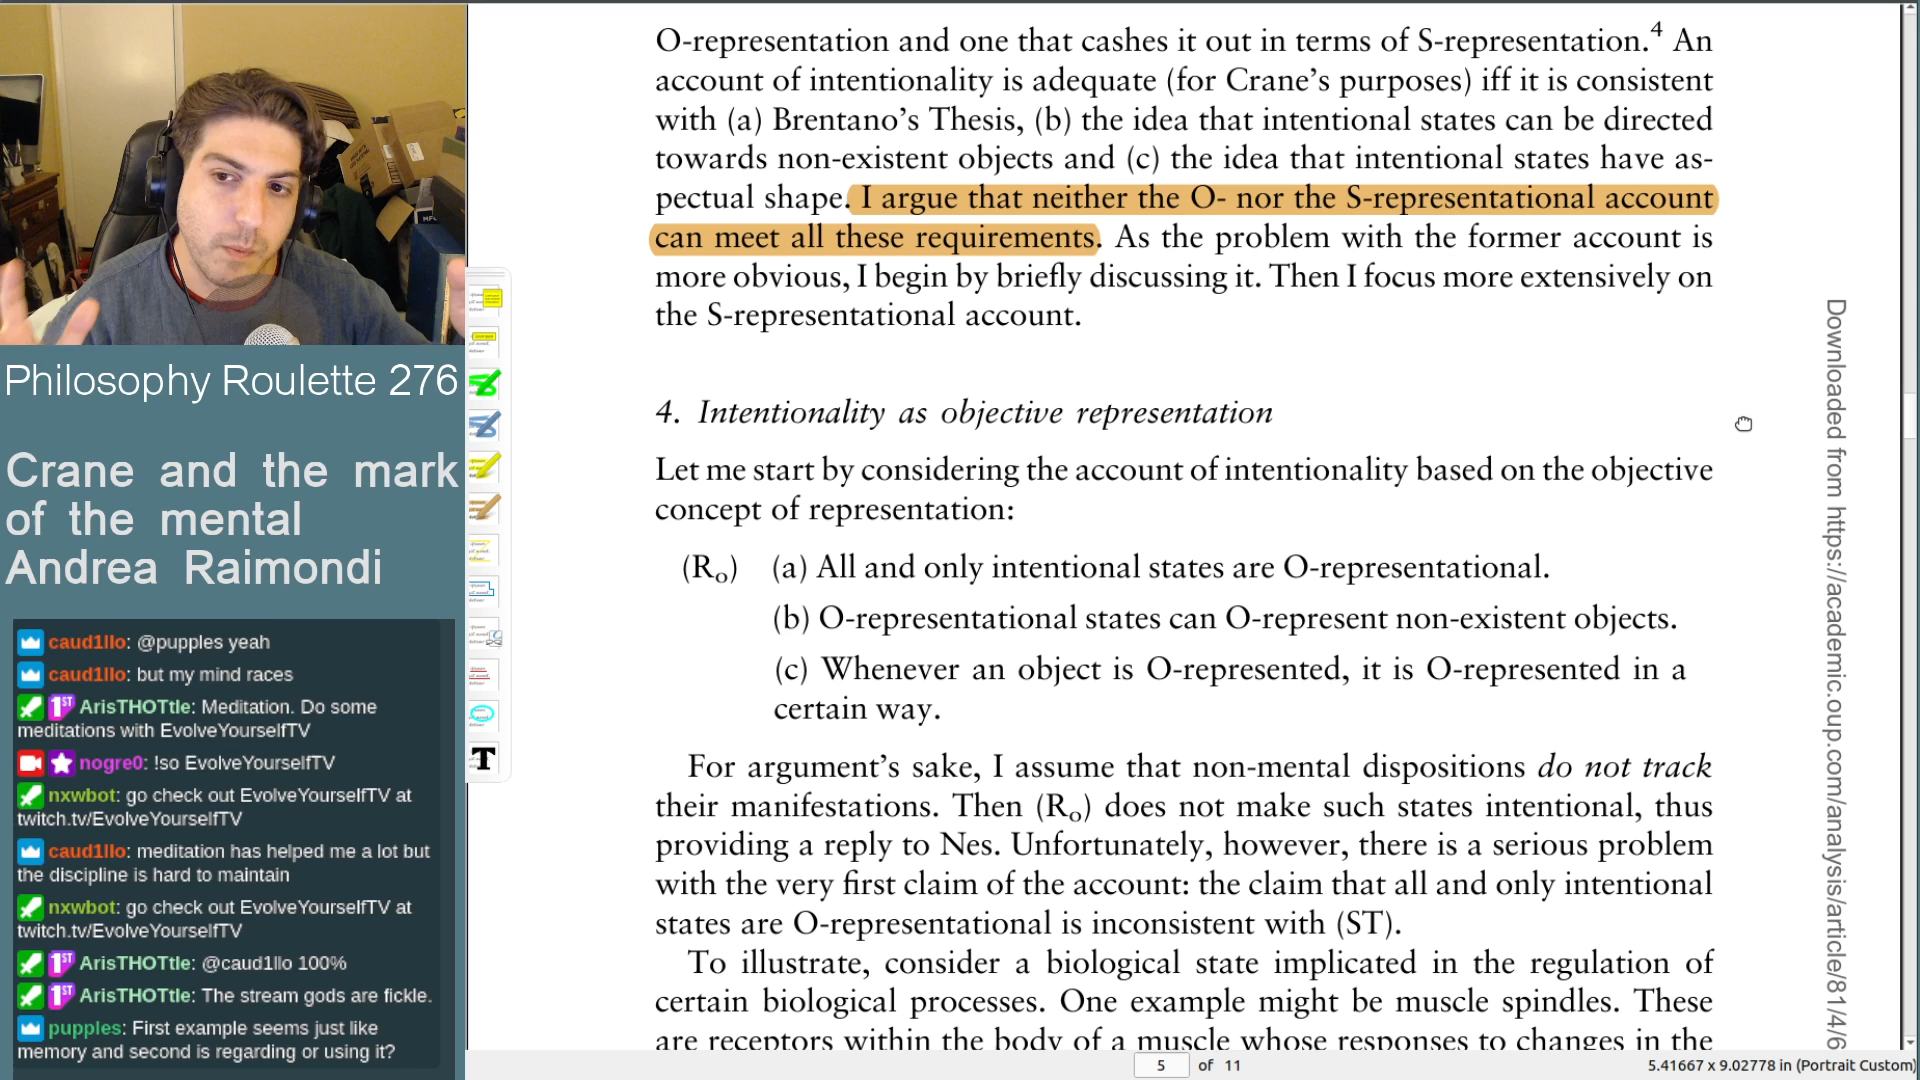 O-representation and one that cashes it out in terms of S-representation.4 An
account of intentionality is adequate (for Crane's purposes) iff it is consistent
with (a) Brentano's Thesis, (b) the idea that intentional states can be directed
towards non-existent objects and (c) the idea that intentional states have as-
pectual shape. I argue that neither the O- nor the S-representational account
can meet all these requirements. As the problem with the former account is
more obvious, I begin by briefly discussing it. Then I focus more extensively on
the S-representational account.
4. Intentionality as objective representation
Let me start by considering the account of intentionality based on the objective
concept of representation:
(Ro) (a) All and only intentional states are O-representational.
(b) O-representational states can O-represent non-existent objects.
(c) Whenever an object is O-represented, it is O-represented in a
certain way.
For argument's sake, I assume that non-mental dispositions do not track
their manifestations. Then (Ro) does not make such states intentional, thus
providing a reply to Nes. Unfortunately, however, there is a serious problem
with the very first claim of the account: the claim that all and only intentional
states are O-representational is inconsistent with (ST).
To illustrate, consider a biological state implicated in the regulation of
certain biological processes. One example might be muscle spindles. These
are receptors within the body of a muscle whose responses to changes in the
Downloaded from https://academic.oup.com/analysis/article/81/4/6
5 of 11
5.41667 x 9.02778 in (Portrait Custom)
Philosophy Roulette 276
Crane and the mark
of the mental
Andrea Raimondi
caud1llo: @pupples yeah
caud1llo: but my mind races
1ST ArisTHOTtle: Meditation. Do some
meditations with EvolveYourselfTV
nogre0: !so EvolveYourselfTV
nxwbot: go check out EvolveYourselfTV at
twitch.tv/EvolveYourselfTV
caud1llo: meditation has helped me a lot but
the discipline is hard to maintain
nxwbot: go check out EvolveYourselfTV at
twitch.tv/EvolveYourselfTV
1ST ArisTHOTtle: @caud1llo 100%
1ST ArisTHOTtle: The stream gods are fickle.
pupples: First example seems just like
memory and second is regarding or using it?
T